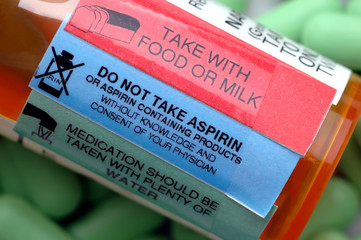 TAKE WITH
FOOD OR MILK
DO NOT TAKE ASPIRIN
OR ASPIRIN CONTAINING PRODUCTS
WITHOUT KNOWLEDGE AND
CONSENT OF YOUR PHYSICIAN
MEDICATION SHOULD BE
TAKEN WITH PLENTY OF
WATER